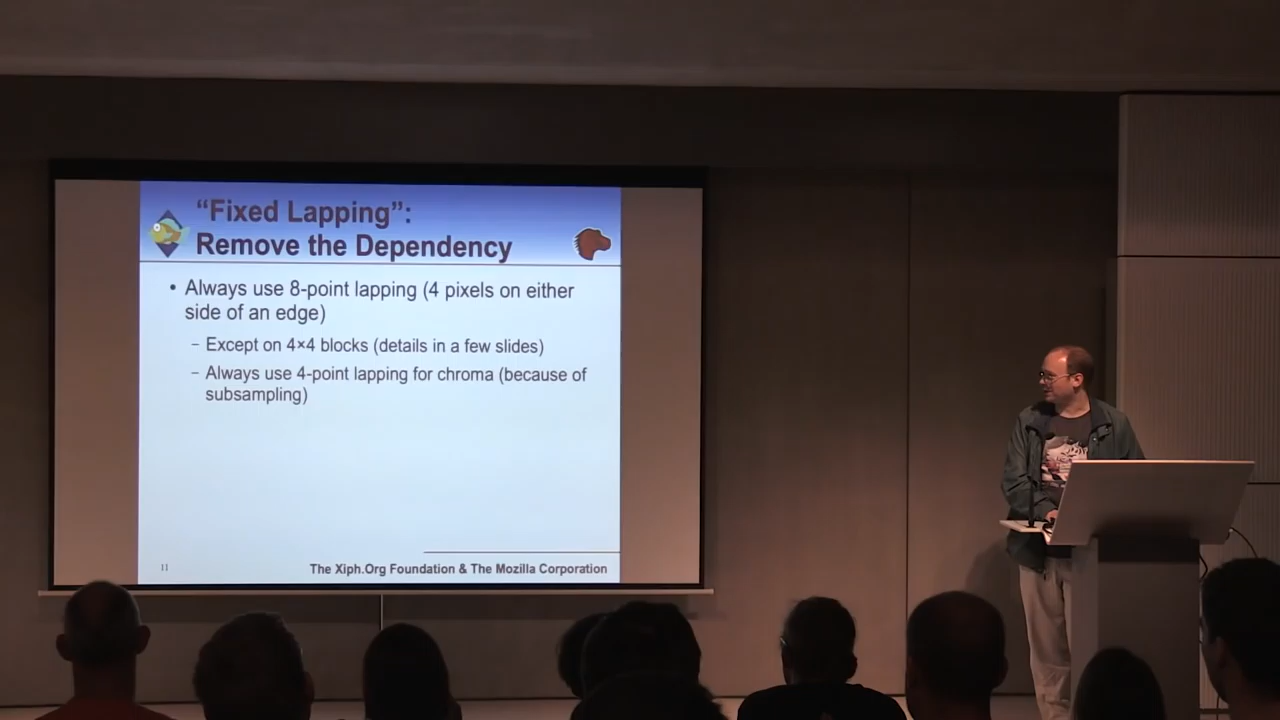 “Fixed Lapping”:
Remove the Dependency
• Always use 8-point lapping (4 pixels on either
side of an edge)
– Except on 4×4 blocks (details in a few slides)
– Always use 4-point lapping for chroma (because of
subsampling)
11
The Xiph.Org Foundation & The Mozilla Corporation